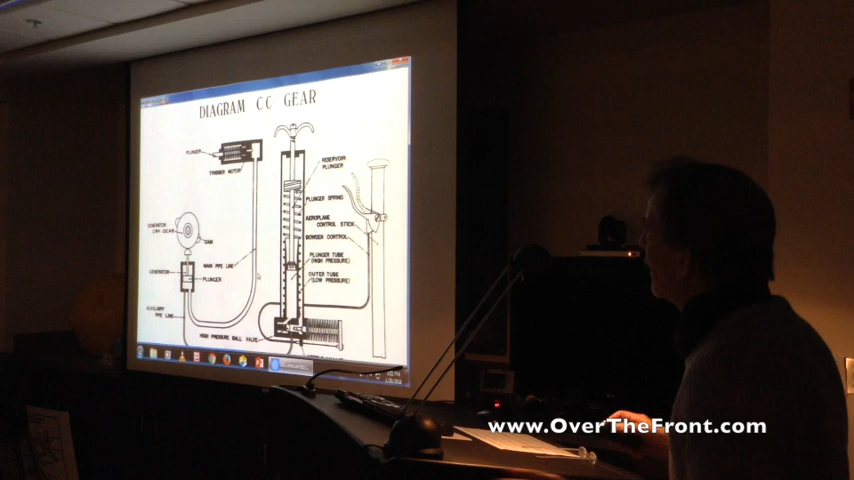 DIAGRAM CC GEAR
PLUNGER
TRIGGER MOTOR
RESERVOIR
PLUNGER
PLUNGER SPRING
AEROPLANE
CONTROL STICK
BOWDEN CONTROL
PLUNGER TUBE
(HIGH PRESSURE)
OUTER TUBE
(LOW PRESSURE)
GENERATOR
CAM GEAR
CAM
MAIN PIPE LINE
GENERATOR
PLUNGER
AUXILIARY
PIPE LINE
HIGH PRESSURE BALL VALVE
www.OverTheFront.com